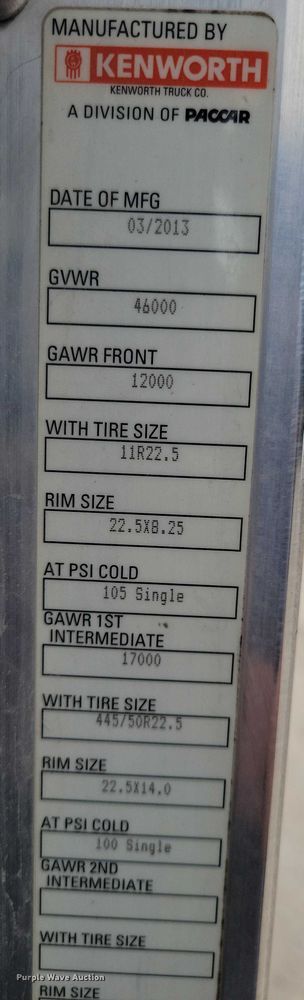 MANUFACTURED BY
KENWORTH
KENWORTH TRUCK CO.
A DIVISION OF PACCAR
DATE OF MFG
03/2013
GVWR
46000
GAWR FRONT
12000
WITH TIRE SIZE
11R22.5
RIM SIZE
22.5X8.25
AT PSI COLD
105 Single
GAWR 1ST
INTERMEDIATE
17000
WITH TIRE SIZE
445/50R22.5
RIM SIZE
22.5X14.0
AT PSI COLD
100 Single
GAWR 2ND
INTERMEDIATE
WITH TIRE SIZE
Purple Wave Auction
RIM SIZE